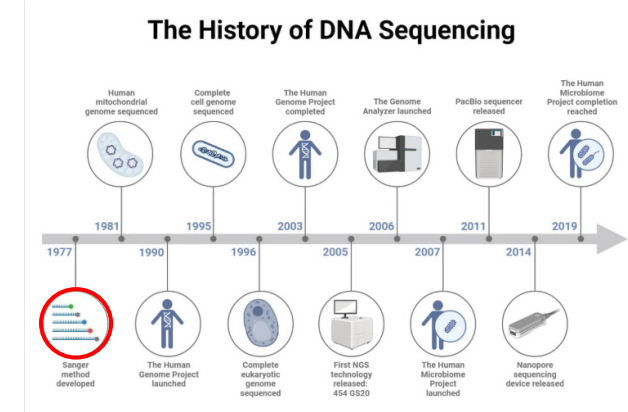 The History of DNA Sequencing
Human
mitochondrial
genome sequenced
Complete
cell genome
sequenced
The Human
Genome Project
completed
The Genome
Analyzer launched
PacBio sequencer
released
The Human
Microbiome
Project completion
reached
1981
1995
2003
2006
2011
2019
1977
1990
1996
2005
2007
2014
Sanger
method
developed
The Human
Genome Project
launched
Complete
eukaryotic
genome
sequenced
First NGS
technology
released:
454 GS20
The Human
Microbiome
Project
launched
Nanopore
sequencing
device released